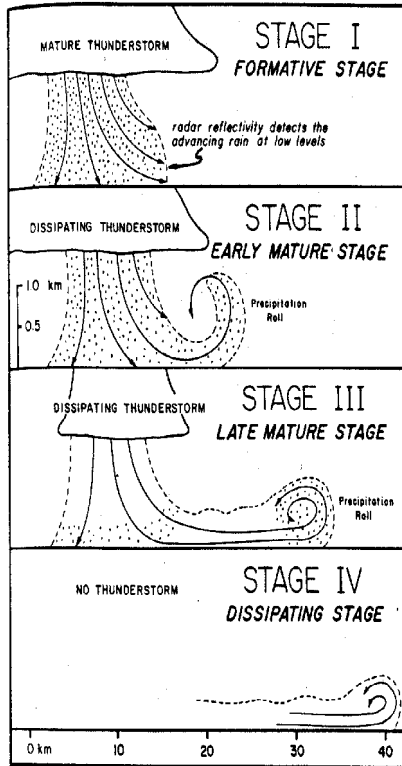 MATURE THUNDERSTORM
STAGE I
FORMATIVE STAGE
radar reflectivity detects the
advancing rain at low levels
DISSIPATING THUNDERSTORM
STAGE II
EARLY MATURE STAGE
1.0 km
0.5
Precipitation
Roll
DISSIPATING THUNDERSTORM
STAGE III
LATE MATURE STAGE
Precipitation
Roll
NO THUNDERSTORM
STAGE IV
DISSIPATING STAGE
0 km 10 20 30 40